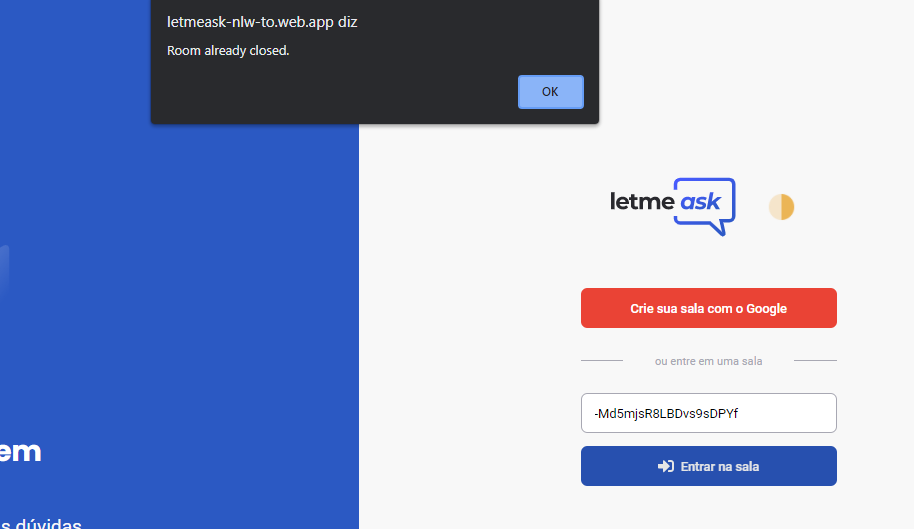 letmeask-nlw-to.web.app diz
Room already closed.
OK
em
s dúvidas
letme ask
Crie sua sala com o Google
ou entre em uma sala
-Md5mjsR8LBDvs9sDPYf
Entrar na sala